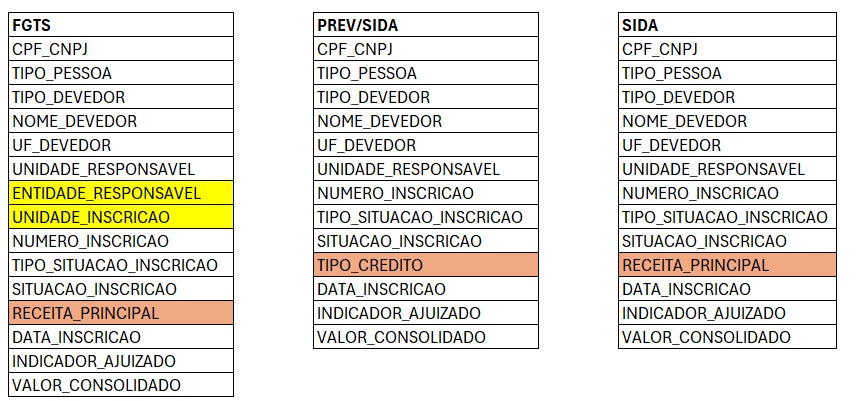 FGTS
CPF_CNPJ
TIPO_PESSOA
TIPO_DEVEDOR
NOME_DEVEDOR
UF_DEVEDOR
UNIDADE_RESPONSAVEL
ENTIDADE_RESPONSAVEL
UNIDADE_INSCRICAO
NUMERO_INSCRICAO
TIPO_SITUACAO_INSCRICAO
SITUACAO_INSCRICAO
RECEITA_PRINCIPAL
DATA_INSCRICAO
INDICADOR_AJUIZADO
VALOR_CONSOLIDADO
PREV/SIDA
CPF_CNPJ
TIPO_PESSOA
TIPO_DEVEDOR
NOME_DEVEDOR
UF_DEVEDOR
UNIDADE_RESPONSAVEL
NUMERO_INSCRICAO
TIPO_SITUACAO_INSCRICAO
SITUACAO_INSCRICAO
TIPO_CREDITO
DATA_INSCRICAO
INDICADOR_AJUIZADO
VALOR_CONSOLIDADO
SIDA
CPF_CNPJ
TIPO_PESSOA
TIPO_DEVEDOR
NOME_DEVEDOR
UF_DEVEDOR
UNIDADE_RESPONSAVEL
NUMERO_INSCRICAO
TIPO_SITUACAO_INSCRICAO
SITUACAO_INSCRICAO
RECEITA_PRINCIPAL
DATA_INSCRICAO
INDICADOR_AJUIZADO
VALOR_CONSOLIDADO